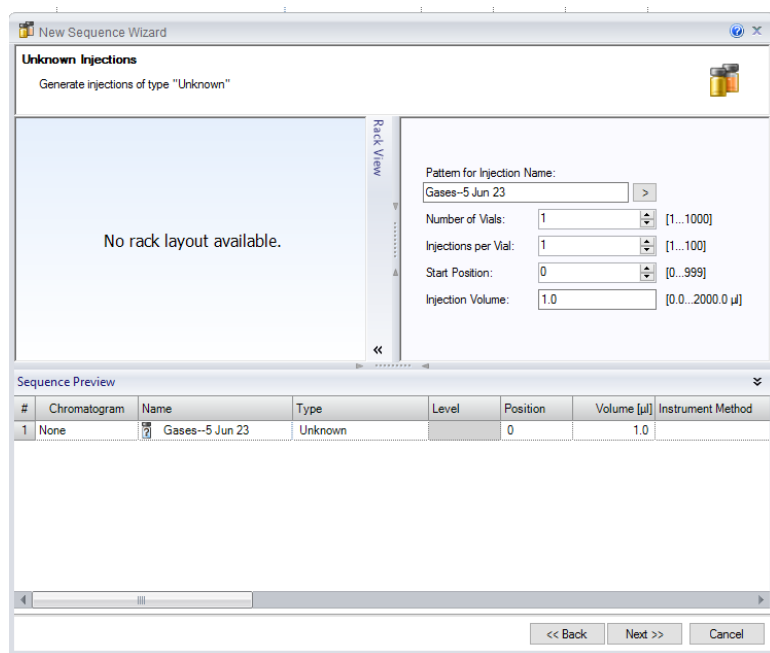 New Sequence Wizard
Unknown Injections
Generate injections of type "Unknown"
No rack layout available.
Rack View
Pattern for Injection Name:
Gases--5 Jun 23 >
Number of Vials: 1 [1...1000]
Injections per Vial: 1 [1...100]
Start Position: 0 [0...999]
Injection Volume: 1.0 [0.0...2000.0 µl]
Sequence Preview
# Chromatogram Name Type Level Position Volume [µl] Instrument Method
1 None Gases--5 Jun 23 Unknown 0 1.0
<< Back Next >> Cancel